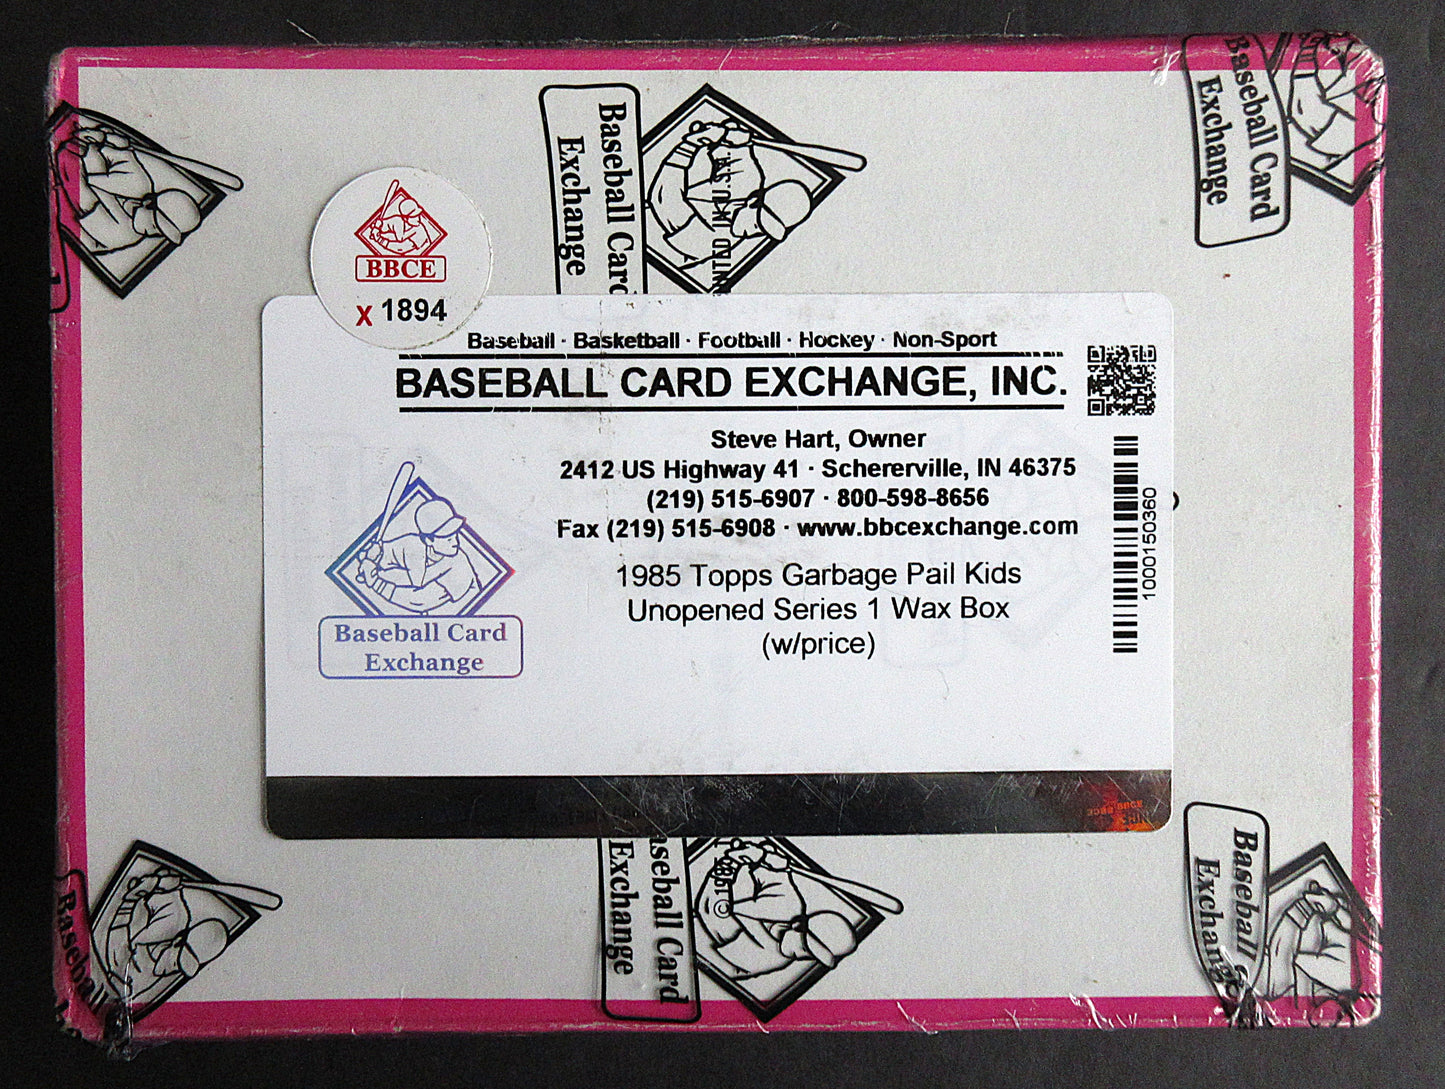 Baseball Card
Exchange
Baseball Card
Exchange
BBCE
X 1894
Baseball · Basketball · Football · Hockey · Non-Sport
BASEBALL CARD EXCHANGE, INC.
Steve Hart, Owner
2412 US Highway 41 · Schererville, IN 46375
(219) 515-6907 · 800-598-8656
Fax (219) 515-6908 · www.bbcexchange.com
1985 Topps Garbage Pail Kids
Unopened Series 1 Wax Box
(w/price)
1000150360
Baseball Card
Exchange
BBCE
Baseball Card
Exchange
Baseball
Exchange
Baseball